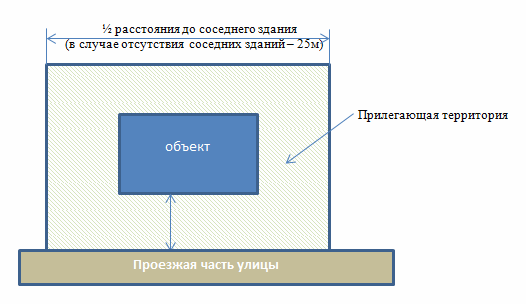 ½ расстояния до соседнего здания
(в случае отсутствия соседних зданий – 25м)
Прилегающая территория
объект
Проезжая часть улицы